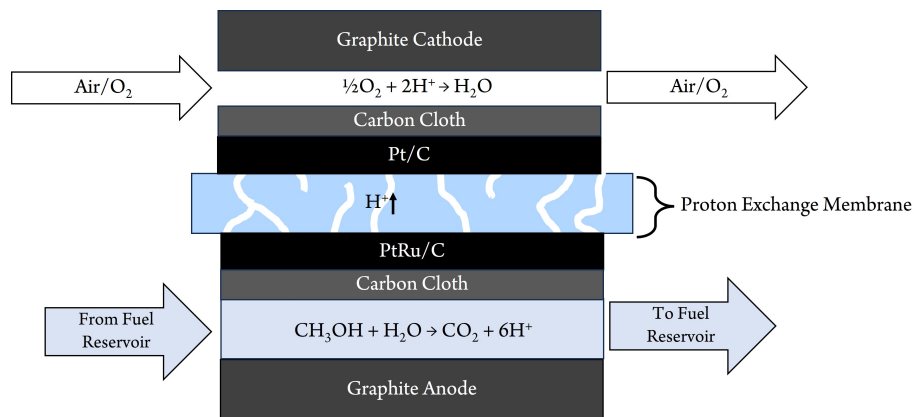 Graphite Cathode
Air/O₂
½O₂ + 2H⁺ → H₂O
Air/O₂
Carbon Cloth
Pt/C
H⁺
Proton Exchange Membrane
PtRu/C
Carbon Cloth
From Fuel
Reservoir
CH₃OH + H₂O → CO₂ + 6H⁺
To Fuel
Reservoir
Graphite Anode